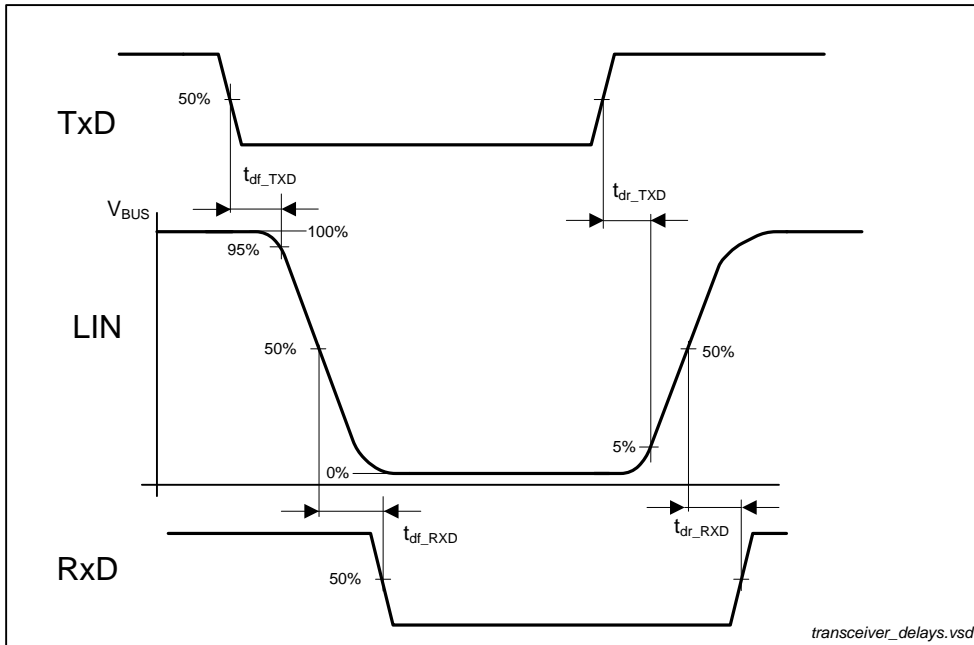 50%
TxD
t_df_TXD
t_dr_TXD
V_BUS
100%
95%
LIN
50%
50%
5%
0%
t_df_RXD
t_dr_RXD
RxD
50%
transceiver_delays.vsd